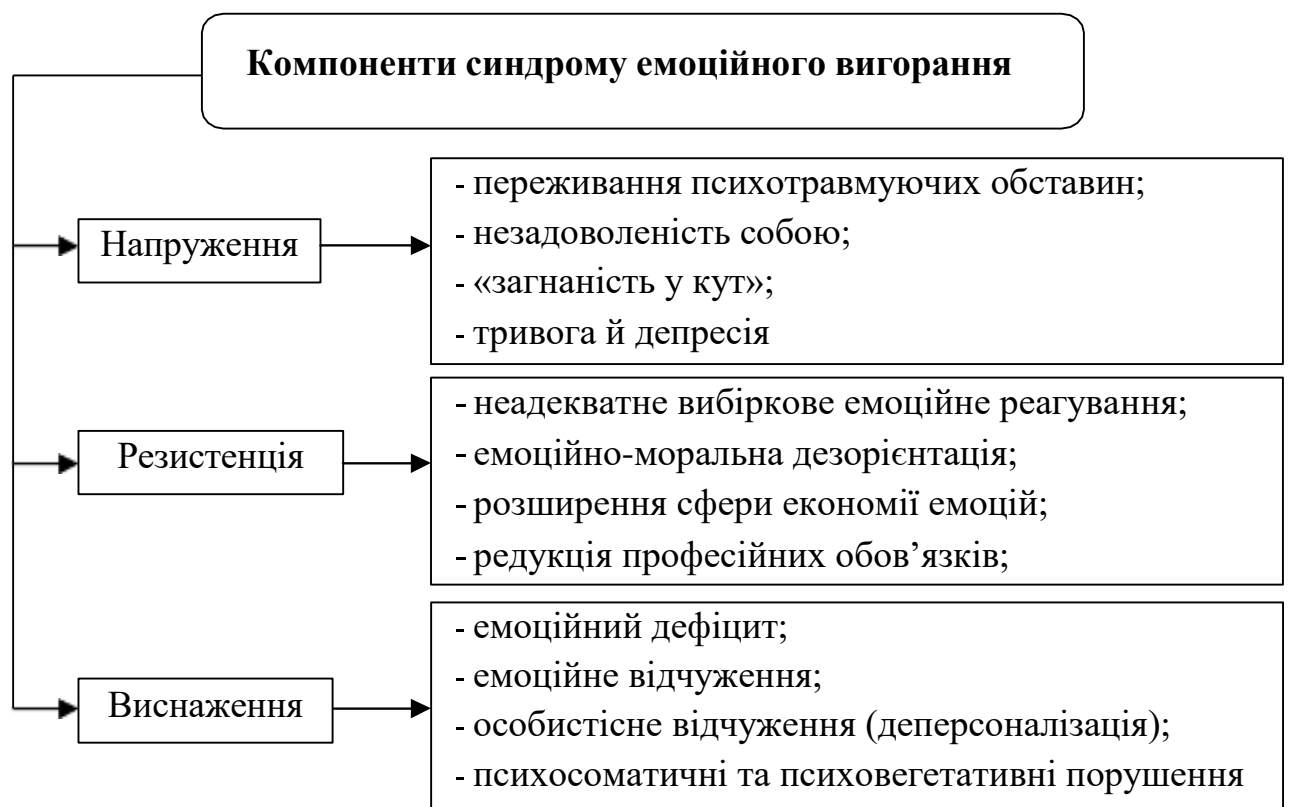 Компоненти синдрому емоційного вигорання
Напруження
- переживання психотравмуючих обставин;
- незадоволеність собою;
- «загнаність у кут»;
- тривога й депресія
Резистенція
- неадекватне вибіркове емоційне реагування;
- емоційно-моральна дезорієнтація;
- розширення сфери економії емоцій;
- редукція професійних обов’язків;
Виснаження
- емоційний дефіцит;
- емоційне відчуження;
- особистісне відчуження (деперсоналізація);
- психосоматичні та психовегетативні порушення